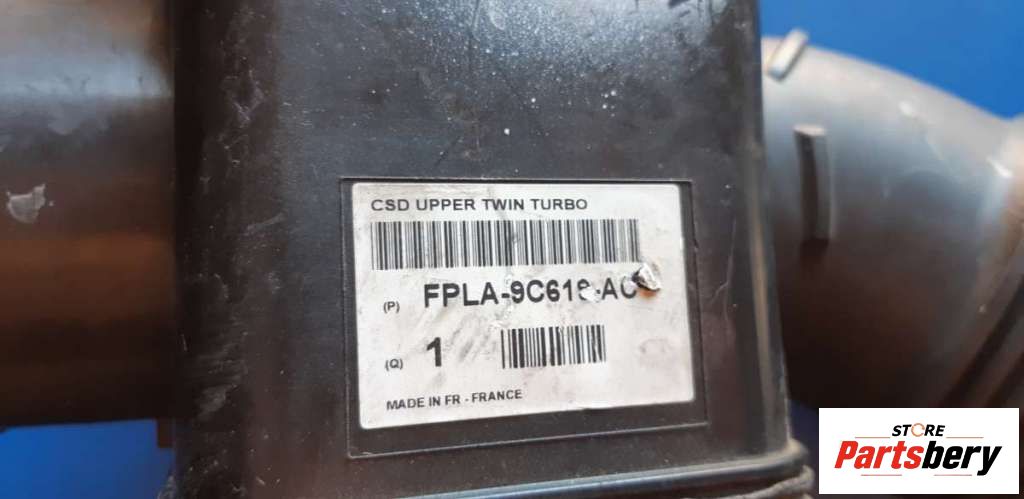 CSD UPPER TWIN TURBO
(P) FPLA-9C618-AC
(Q) 1
MADE IN FR - FRANCE
STORE
Partsbery